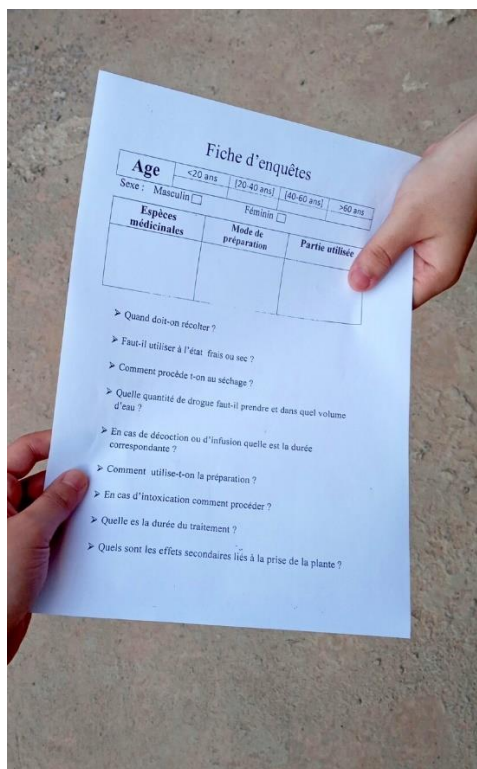 Fiche d'enquêtes
Age <20 ans [20-40 ans] [40-60 ans] >60 ans
Sexe : Masculin Féminin
Espèces médicinales Mode de préparation Partie utilisée
➢ Quand doit-on récolter ?
➢ Faut-il utiliser à l'état frais ou sec ?
➢ Comment procède t-on au séchage ?
➢ Quelle quantité de drogue faut-il prendre et dans quel volume
d'eau ?
➢ En cas de décoction ou d'infusion quelle est la durée
correspondante ?
➢ Comment utilise-t-on la préparation ?
➢ En cas d'intoxication comment procéder ?
➢ Quelle es la durée du traitement ?
➢ Quels sont les effets secondaires liés à la prise de la plante ?